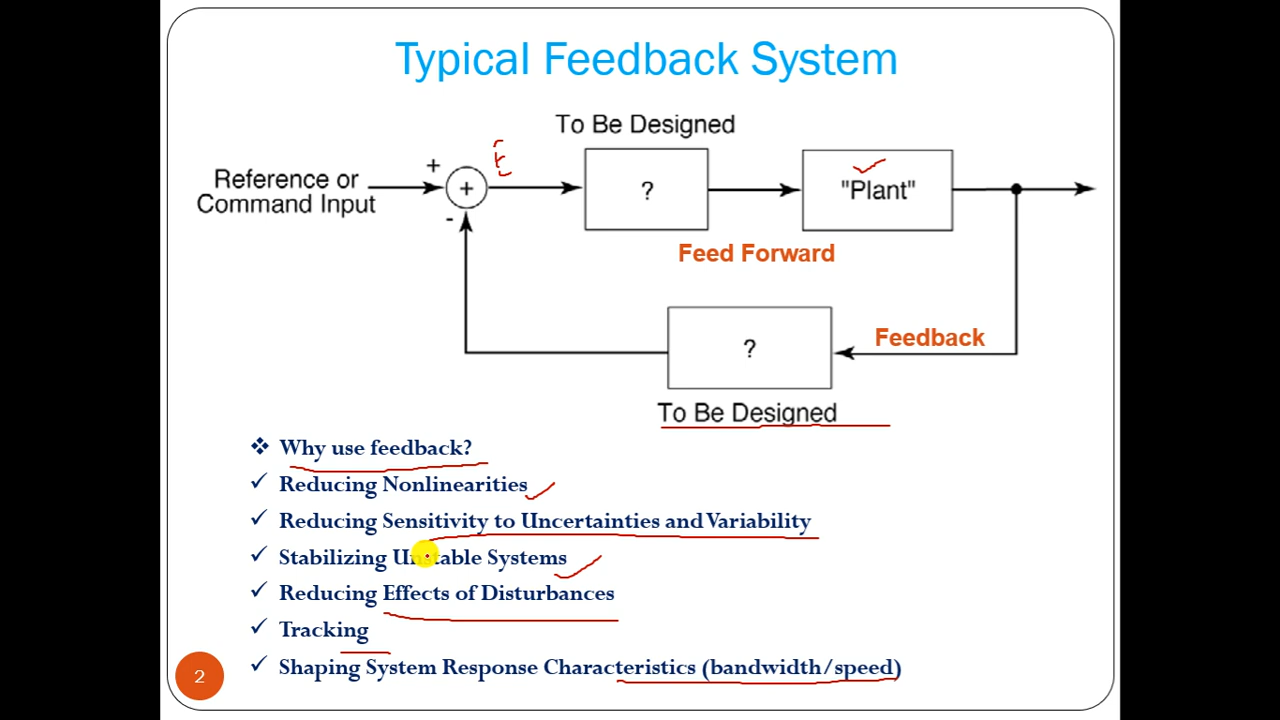 Typical Feedback System
To Be Designed
Reference or
Command Input
+
+
-
E
?
"Plant"
Feed Forward
?
Feedback
To Be Designed
Why use feedback?
Reducing Nonlinearities
Reducing Sensitivity to Uncertainties and Variability
Stabilizing Unstable Systems
Reducing Effects of Disturbances
Tracking
Shaping System Response Characteristics (bandwidth/speed)
2